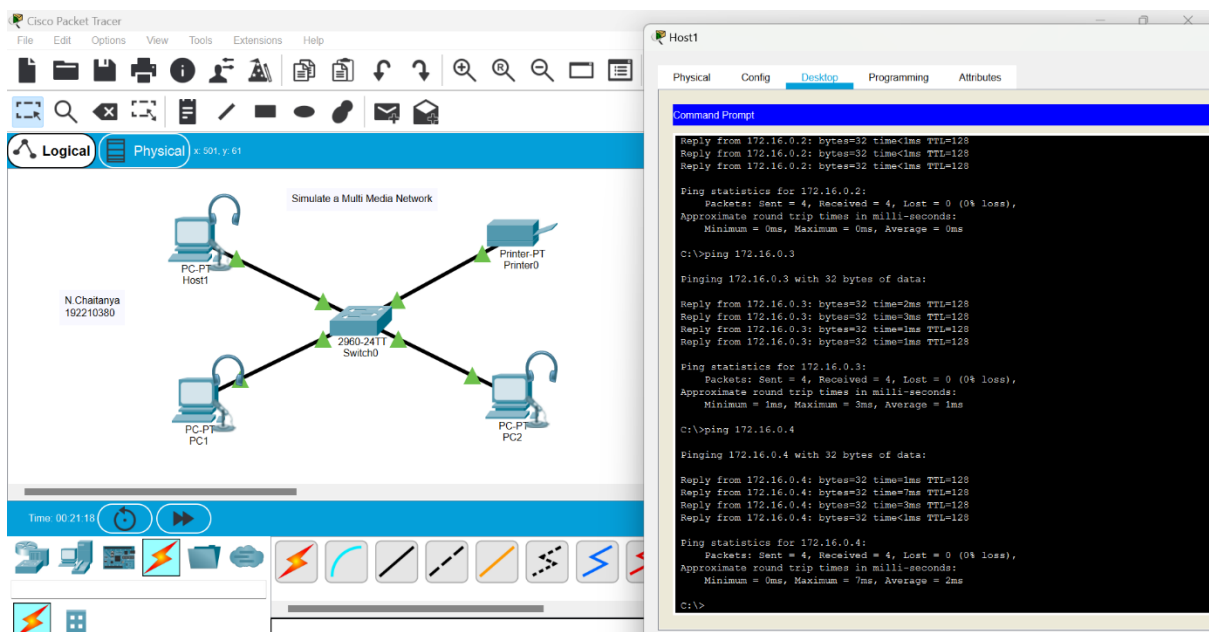 Cisco Packet Tracer
File Edit Options View Tools Extensions Help
Logical Physical x: 501, y: 61
Simulate a Multi Media Network
PC-PT
Host1
Printer-PT
Printer0
N.Chaitanya
192210380
2960-24TT
Switch0
PC-PT
PC1
PC-PT
PC2
Time: 00:21:18
Host1
Physical Config Desktop Programming Attributes
Command Prompt
Reply from 172.16.0.2: bytes=32 time<1ms TTL=128
Reply from 172.16.0.2: bytes=32 time<1ms TTL=128
Reply from 172.16.0.2: bytes=32 time<1ms TTL=128
Ping statistics for 172.16.0.2:
Packets: Sent = 4, Received = 4, Lost = 0 (0% loss),
Approximate round trip times in milli-seconds:
Minimum = 0ms, Maximum = 0ms, Average = 0ms
C:\>ping 172.16.0.3
Pinging 172.16.0.3 with 32 bytes of data:
Reply from 172.16.0.3: bytes=32 time=2ms TTL=128
Reply from 172.16.0.3: bytes=32 time=3ms TTL=128
Reply from 172.16.0.3: bytes=32 time=1ms TTL=128
Reply from 172.16.0.3: bytes=32 time=1ms TTL=128
Ping statistics for 172.16.0.3:
Packets: Sent = 4, Received = 4, Lost = 0 (0% loss),
Approximate round trip times in milli-seconds:
Minimum = 1ms, Maximum = 3ms, Average = 1ms
C:\>ping 172.16.0.4
Pinging 172.16.0.4 with 32 bytes of data:
Reply from 172.16.0.4: bytes=32 time=1ms TTL=128
Reply from 172.16.0.4: bytes=32 time=7ms TTL=128
Reply from 172.16.0.4: bytes=32 time=3ms TTL=128
Reply from 172.16.0.4: bytes=32 time<1ms TTL=128
Ping statistics for 172.16.0.4:
Packets: Sent = 4, Received = 4, Lost = 0 (0% loss),
Approximate round trip times in milli-seconds:
Minimum = 0ms, Maximum = 7ms, Average = 2ms
C:\>